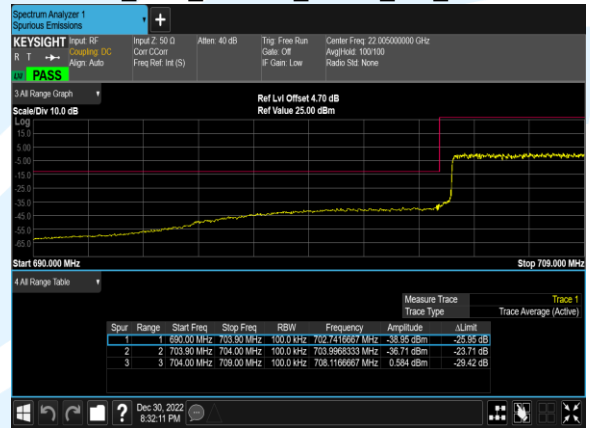 Spectrum Analyzer 1
Spurious Emissions
+
KEYSIGHT Input: RF Input Z: 50 Ω Atten: 40 dB Trig: Free Run Center Freq: 22.005000000 GHz
R T Coupling: DC Corr CCorr Gate: Off Avg|Hold: 100/100
Align: Auto Freq Ref: Int (S) IF Gain: Low Radio Std: None
PASS
3 All Range Graph
Ref Lvl Offset 4.70 dB
Scale/Div 10.0 dB Ref Value 25.00 dBm
Log
15.0
5.00
-5.00
-15.0
-25.0
-35.0
-45.0
-55.0
-65.0
Start 690.000 MHz Stop 709.000 MHz
4 All Range Table
Measure Trace Trace 1
Trace Type Trace Average (Active)
Spur Range Start Freq Stop Freq RBW Frequency Amplitude ΔLimit
1 1 690.00 MHz 703.90 MHz 100.0 kHz 702.7416667 MHz -38.95 dBm -25.95 dB
2 2 703.90 MHz 704.00 MHz 100.0 kHz 703.9968333 MHz -36.71 dBm -23.71 dB
3 3 704.00 MHz 709.00 MHz 100.0 kHz 708.1166667 MHz 0.584 dBm -29.42 dB
?
Dec 30, 2022
8:32:11 PM